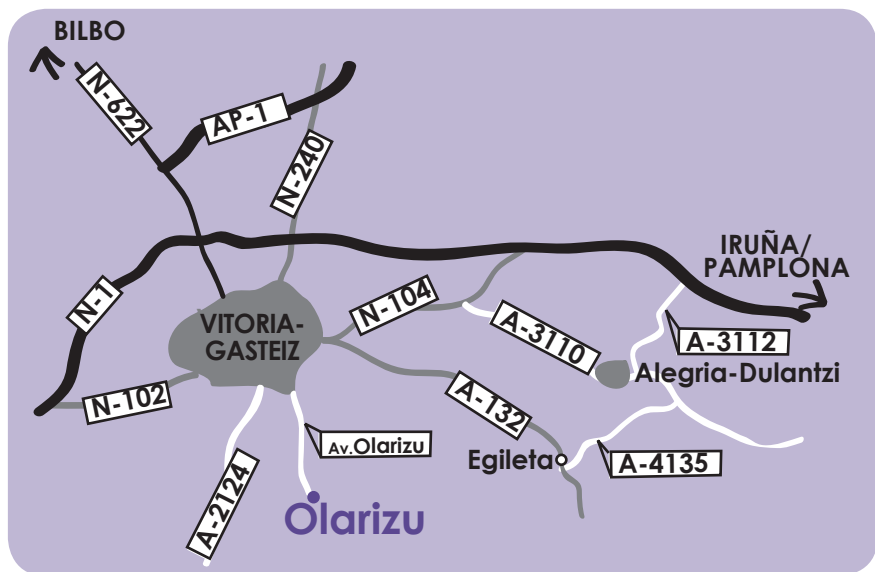 BILBO
N-622
AP-1
N-240
IRUÑA/
PAMPLONA
N-1
N-104
VITORIA-
GASTEIZ
A-3110
A-3112
Alegria-Dulantzi
N-102
A-132
Av.Olarizu
Egileta
A-4135
A-2124
Olarizu